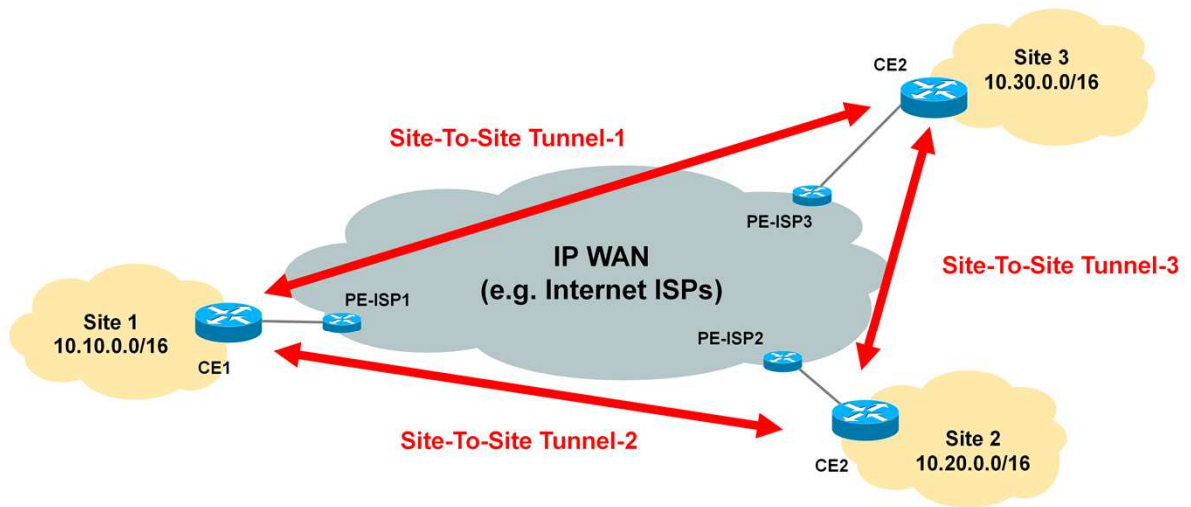 Site 3
10.30.0.0/16
CE2
Site-To-Site Tunnel-1
PE-ISP3
IP WAN
(e.g. Internet ISPs)
Site-To-Site Tunnel-3
PE-ISP1
Site 1
10.10.0.0/16
CE1
PE-ISP2
Site-To-Site Tunnel-2
CE2
Site 2
10.20.0.0/16